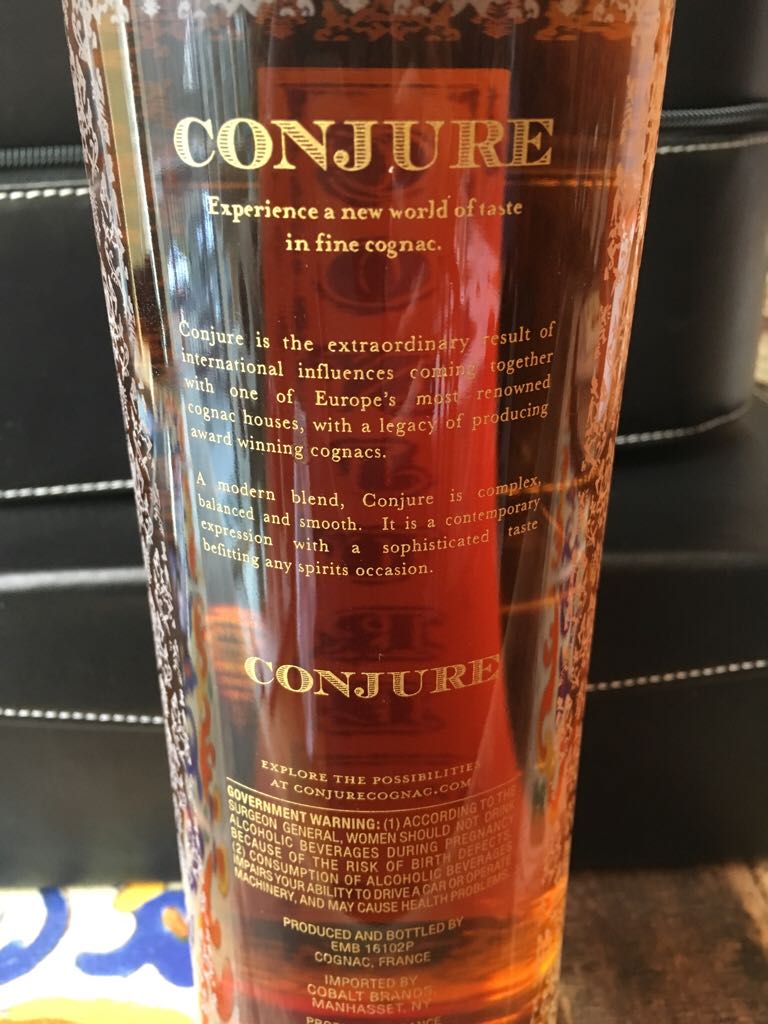 CONJURE
Experience a new world of taste
in fine cognac.
Conjure is the extraordinary result of
international influences coming together
with one of Europe's most renowned
cognac houses, with a legacy of producing
award winning cognacs.
A modern blend, Conjure is complex,
balanced and smooth. It is a contemporary
expression with a sophisticated taste
befitting any spirits occasion.
CONJURE
EXPLORE THE POSSIBILITIES
AT CONJURECOGNAC.COM
GOVERNMENT WARNING: (1) ACCORDING TO THE
SURGEON GENERAL, WOMEN SHOULD NOT DRINK
ALCOHOLIC BEVERAGES DURING PREGNANCY
BECAUSE OF THE RISK OF BIRTH DEFECTS.
(2) CONSUMPTION OF ALCOHOLIC BEVERAGES
IMPAIRS YOUR ABILITY TO DRIVE A CAR OR OPERATE
MACHINERY, AND MAY CAUSE HEALTH PROBLEMS.
PRODUCED AND BOTTLED BY
EMB 16102P
COGNAC, FRANCE
IMPORTED BY
COBALT BRANDS,
MANHASSET, NY